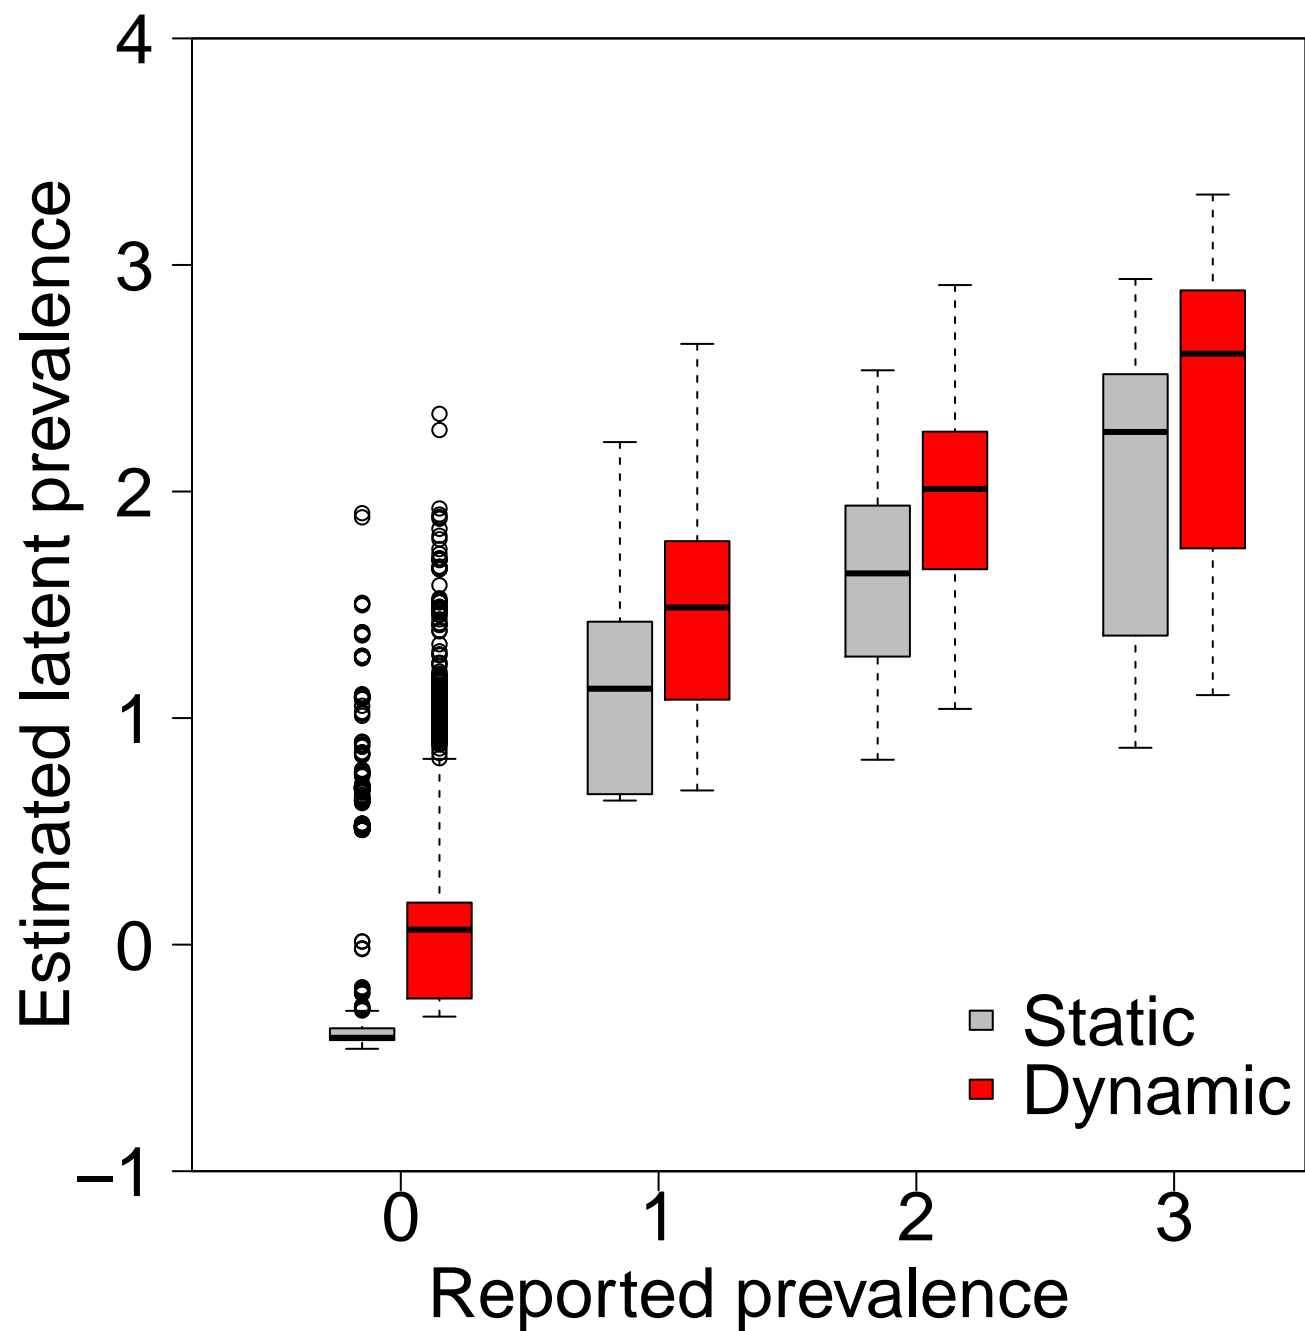 Estimated latent prevalence
4
3
2
1
0
−1
0 1 2 3
Reported prevalence
Static
Dynamic